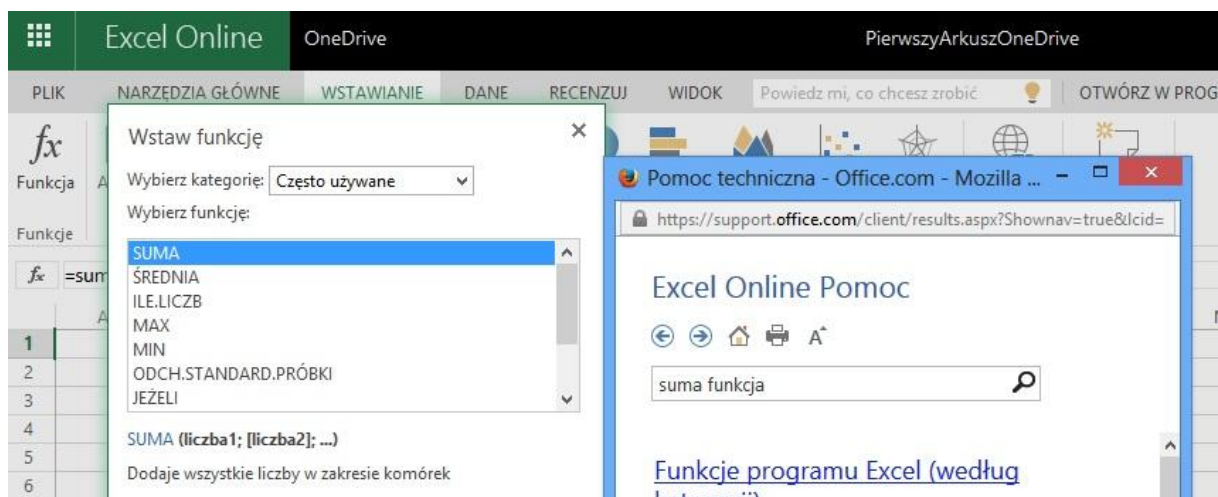 Excel Online OneDrive PierwszyArkuszOneDrive
PLIK NARZĘDZIA GŁÓWNE WSTAWIANIE DANE RECENZUJ WIDOK Powiedz mi, co chcesz zrobić OTWÓRZ W PROG
fx
Funkcja
Funkcje
fx =sum
1
2
3
4
5
6
Wstaw funkcję
Wybierz kategorię: Często używane
Wybierz funkcję:
SUMA
ŚREDNIA
ILE.LICZB
MAX
MIN
ODCH.STANDARD.PRÓBKI
JEŻELI
SUMA (liczba1; [liczba2]; ...)
Dodaje wszystkie liczby w zakresie komórek
Pomoc techniczna - Office.com - Mozilla ...
https://support.office.com/client/results.aspx?Shownav=true&lcid=
Excel Online Pomoc
suma funkcja
Funkcje programu Excel (według